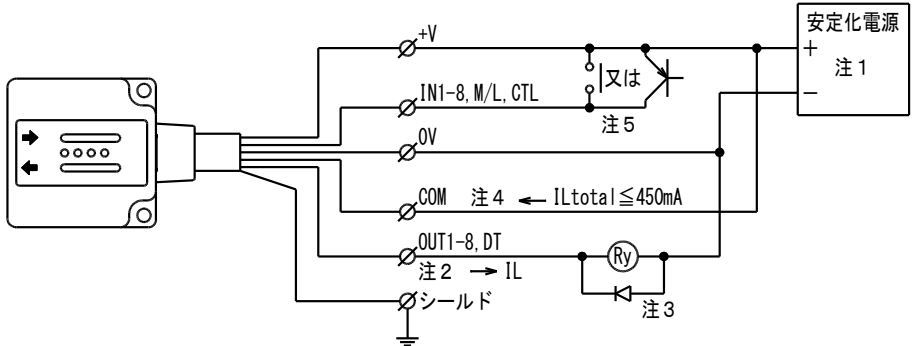 +V
安定化電源
+
注1
−
又は
IN1-8, M/L, CTL
注5
0V
COM 注4 ← ILtotal≦450mA
OUT1-8, DT
Ry
注2 → IL
シールド
注3